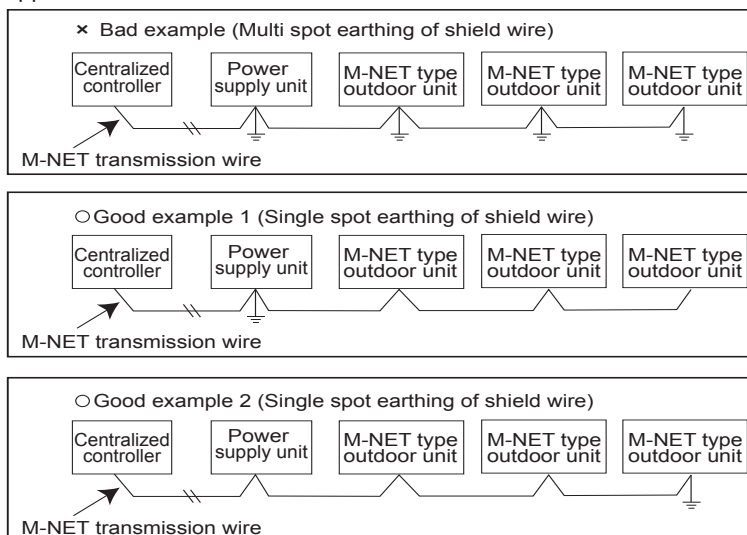 × Bad example (Multi spot earthing of shield wire)
Centralized controller
Power supply unit
M-NET type outdoor unit
M-NET type outdoor unit
M-NET type outdoor unit
M-NET transmission wire
○Good example 1 (Single spot earthing of shield wire)
Centralized controller
Power supply unit
M-NET type outdoor unit
M-NET type outdoor unit
M-NET type outdoor unit
M-NET transmission wire
○Good example 2 (Single spot earthing of shield wire)
Centralized controller
Power supply unit
M-NET type outdoor unit
M-NET type outdoor unit
M-NET type outdoor unit
M-NET transmission wire